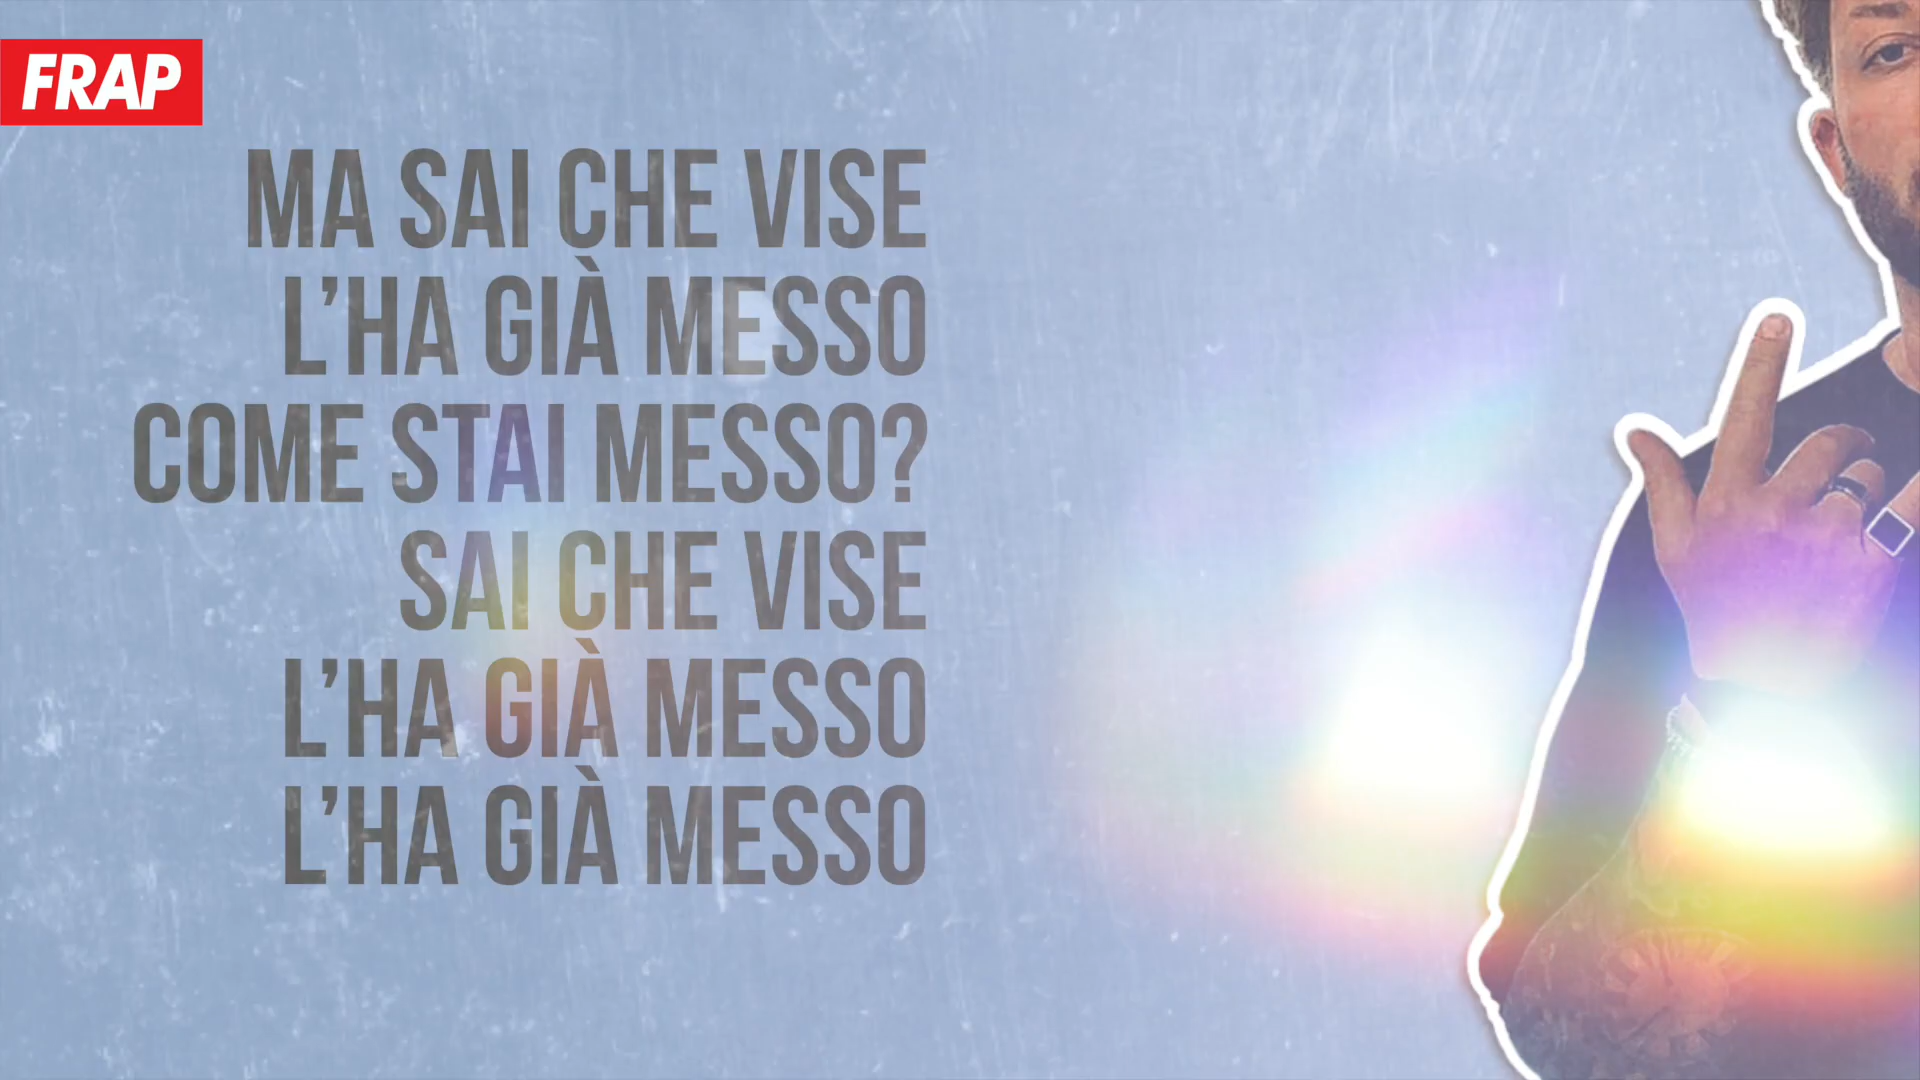 FRAP
MA SAI CHE VISE
L'HA GIÀ MESSO
COME STAI MESSO?
SAI CHE VISE
L'HA GIÀ MESSO
L'HA GIÀ MESSO